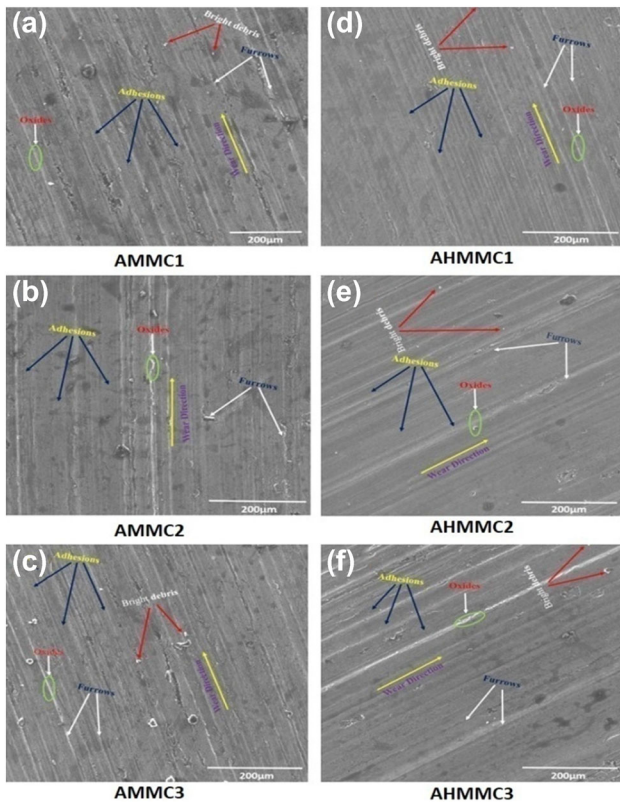 (a)
Bright debris
Furrows
Adhesions
Oxides
Wear Direction
200μm
AMMC1
(d)
Bright debris
Furrows
Adhesions
Oxides
Wear Direction
200μm
AHMMC1
(b)
Adhesions
Oxides
Furrows
Wear Direction
200μm
AMMC2
(e)
Bright debris
Furrows
Adhesions
Oxides
Wear Direction
200μm
AHMMC2
(c)
Adhesions
Bright debris
Oxides
Furrows
Wear direction
200μm
AMMC3
(f)
Adhesions
Oxides
Bright debris
Wear Direction
Furrows
200μm
AHMMC3